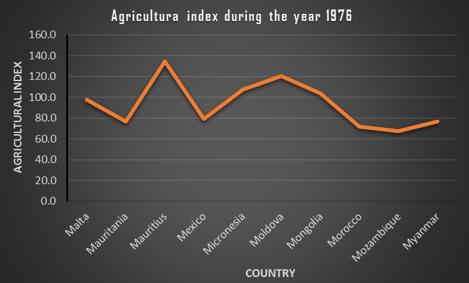 Agricultura index during the year 1976
160.0
140.0
120.0
100.0
80.0
60.0
40.0
20.0
0.0
AGRICULTURAL INDEX
Malta
Mauritania
Mauritius
Mexico
Micronesia
Moldova
Mongolia
Morocco
Mozambique
Myanmar
COUNTRY